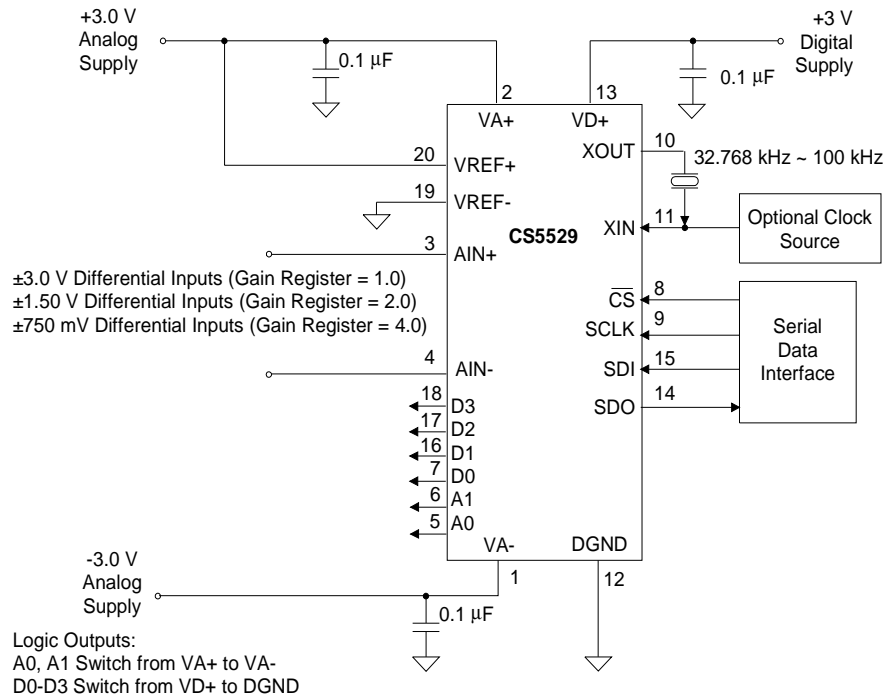 +3.0 V
Analog
Supply
0.1 µF
+3 V
Digital
Supply
0.1 µF
2
13
VA+
VD+
10
XOUT
32.768 kHz ~ 100 kHz
20
VREF+
19
VREF-
11
XIN
Optional Clock
Source
CS5529
3
AIN+
±3.0 V Differential Inputs (Gain Register = 1.0)
±1.50 V Differential Inputs (Gain Register = 2.0)
±750 mV Differential Inputs (Gain Register = 4.0)
8
CS
9
SCLK
15
SDI
14
SDO
Serial
Data
Interface
4
AIN-
18
D3
17
D2
16
D1
7
D0
6
A1
5
A0
VA-
DGND
1
12
-3.0 V
Analog
Supply
0.1 µF
Logic Outputs:
A0, A1 Switch from VA+ to VA-
D0-D3 Switch from VD+ to DGND